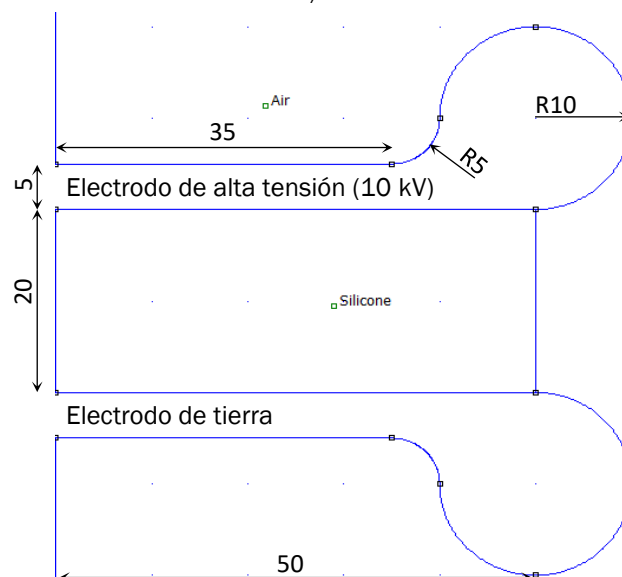 Air
35
R10
R5
5
Electrodo de alta tensión (10 kV)
20
Silicone
Electrodo de tierra
50